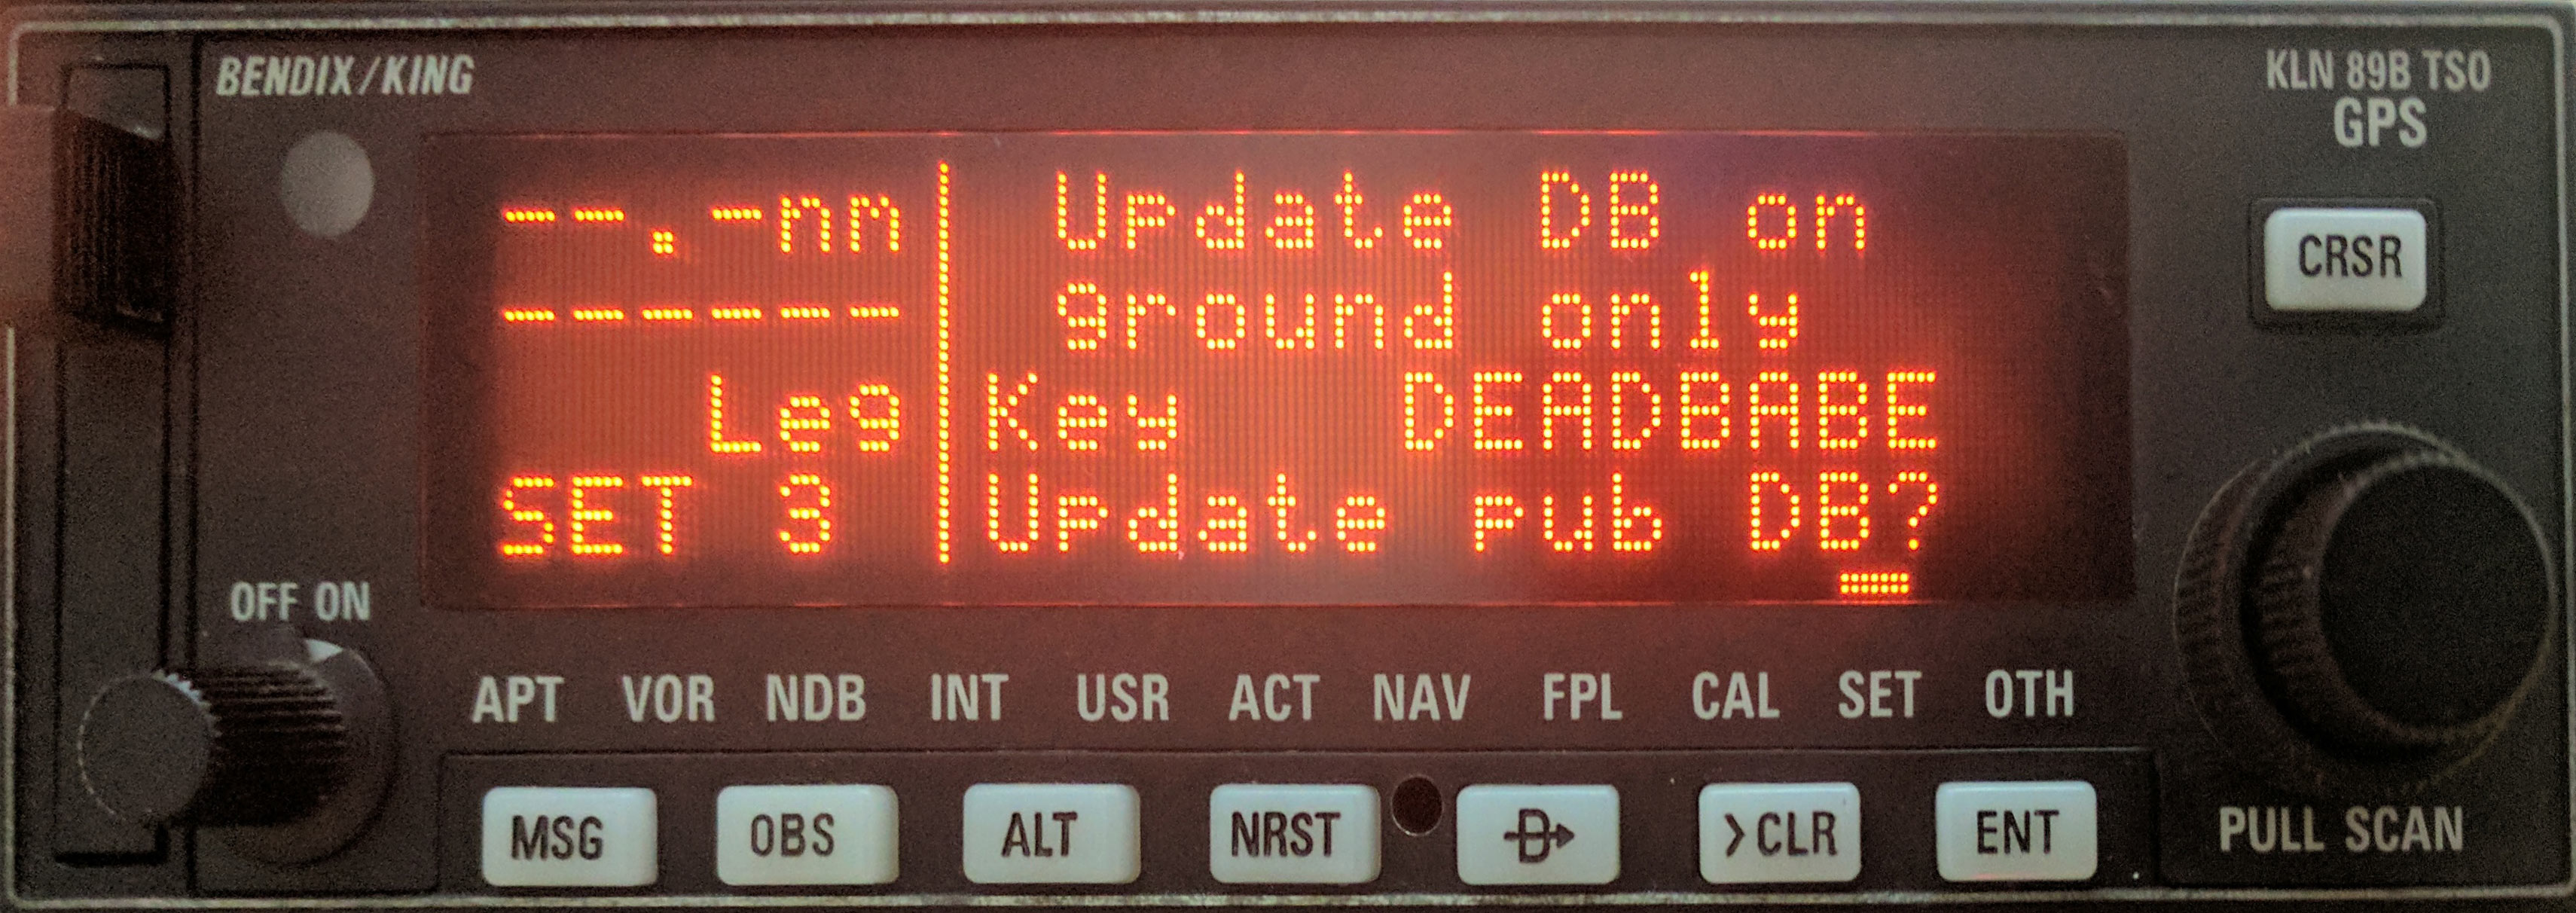 BENDIX/KING
KLN 89B TSO
GPS
--.-nm
------
Leg
SET 3
Update DB on
ground only
Key DEADBABE
Update pub DB?
CRSR
OFF ON
APT VOR NDB INT USR ACT NAV FPL CAL SET OTH
MSG OBS ALT NRST D >CLR ENT
PULL SCAN